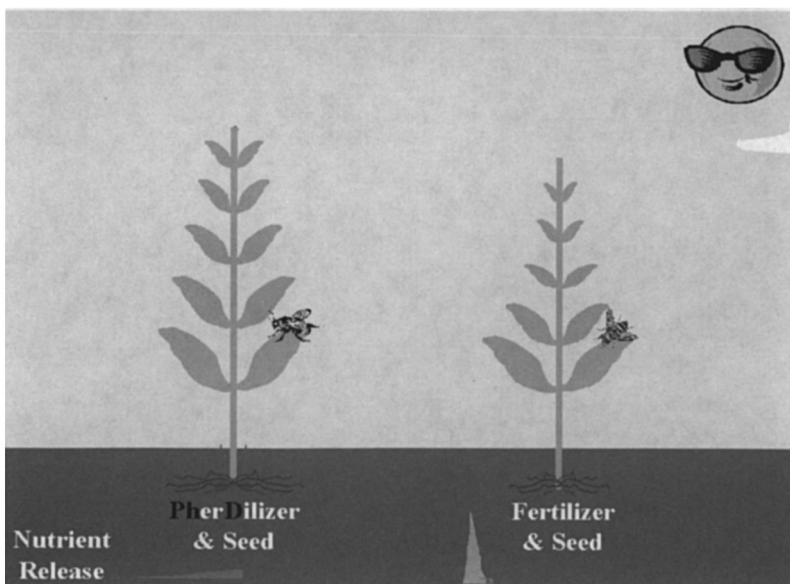 PherDilizer
& Seed
Fertilizer
& Seed
Nutrient
Release